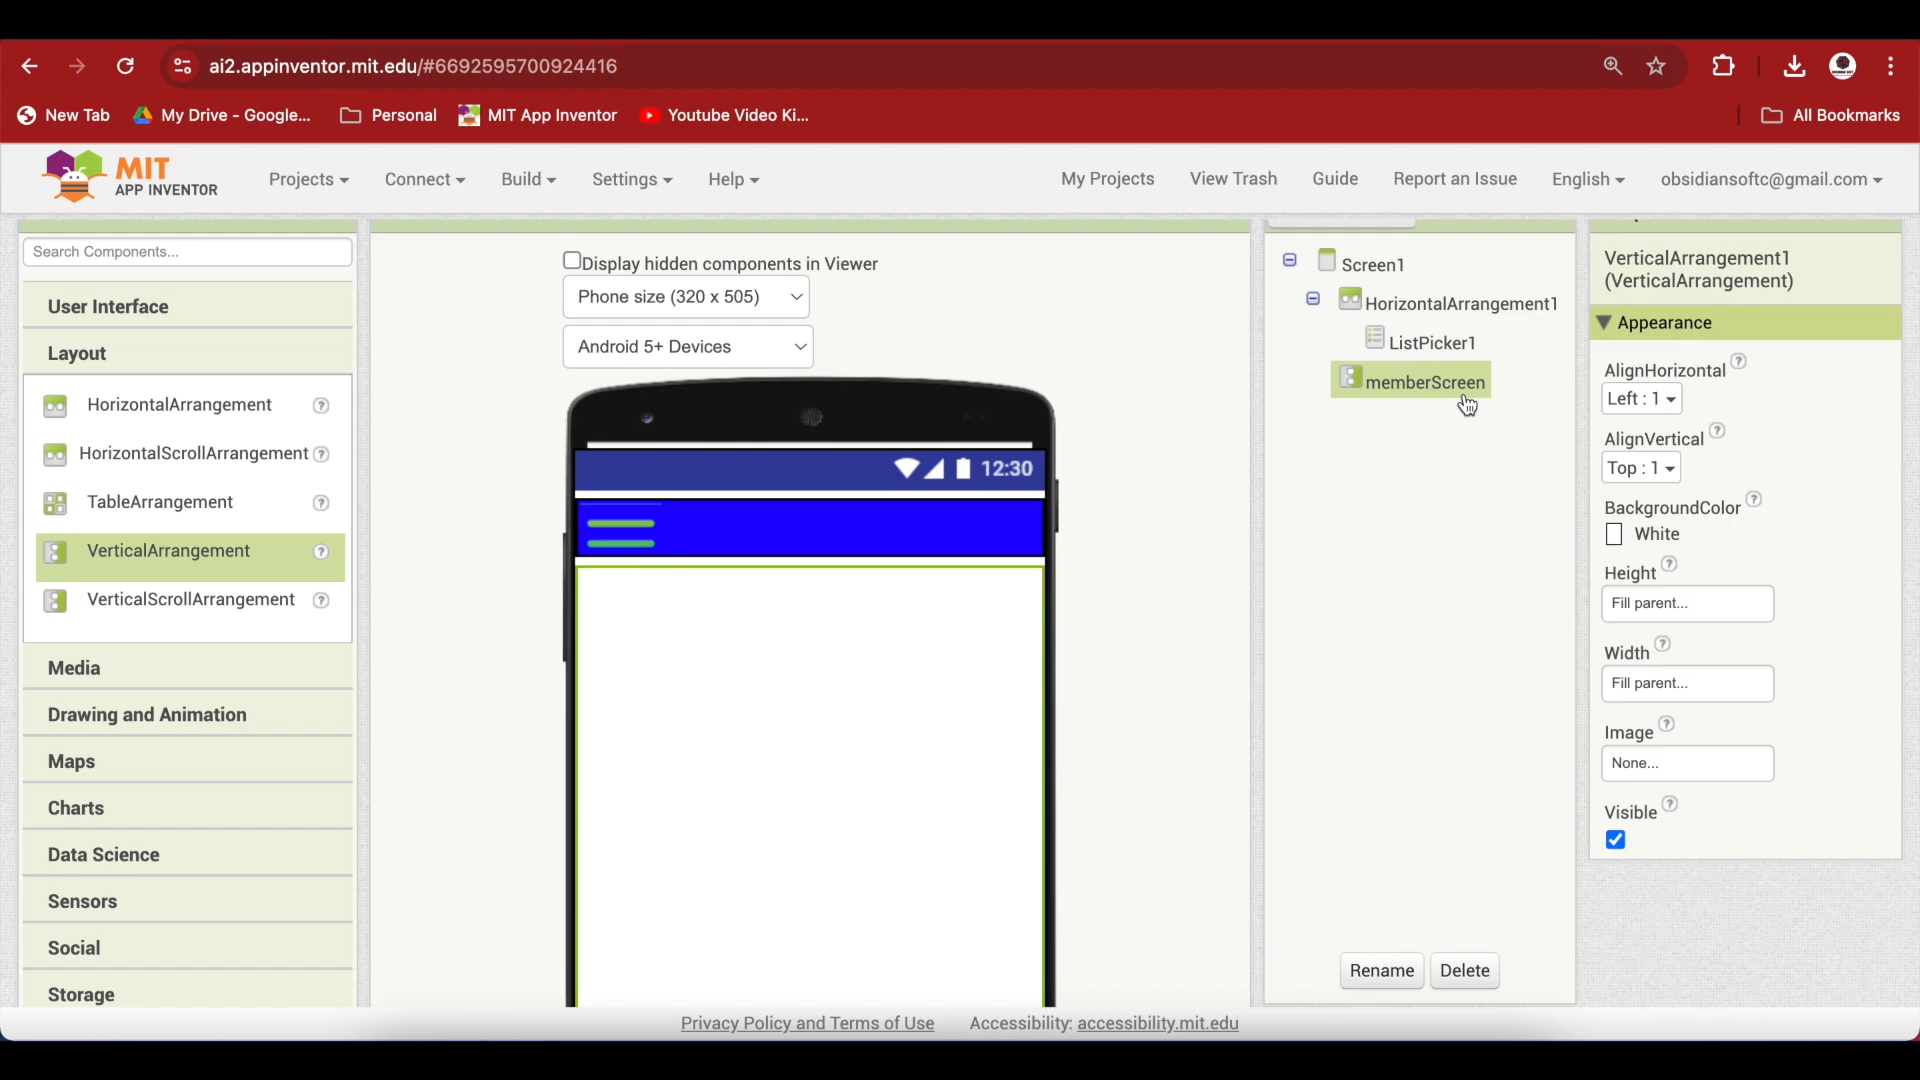 ai2.appinventor.mit.edu/#6692595700924416
New Tab
My Drive - Google...
Personal
MIT App Inventor
Youtube Video Ki...
All Bookmarks
MIT
APP INVENTOR
Projects
Connect
Build
Settings
Help
My Projects
View Trash
Guide
Report an Issue
English
obsidiansoftc@gmail.com
Search Components...
User Interface
Layout
HorizontalArrangement
HorizontalScrollArrangement
TableArrangement
VerticalArrangement
VerticalScrollArrangement
Media
Drawing and Animation
Maps
Charts
Data Science
Sensors
Social
Storage
Display hidden components in Viewer
Phone size (320 x 505)
Android 5+ Devices
12:30
Screen1
HorizontalArrangement1
ListPicker1
memberScreen
Rename
Delete
VerticalArrangement1
(VerticalArrangement)
Appearance
AlignHorizontal
Left : 1
AlignVertical
Top : 1
BackgroundColor
White
Height
Fill parent...
Width
Fill parent...
Image
None...
Visible
Privacy Policy and Terms of Use
Accessibility: accessibility.mit.edu